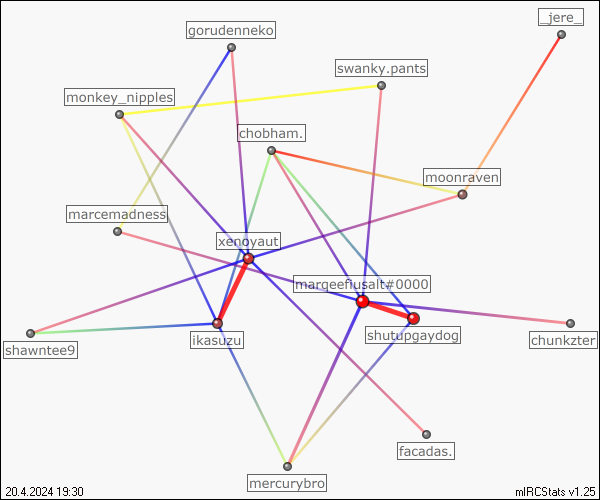 _jere_
gorudenneko
swanky.pants
monkey_nipples
chobham.
moonraven
marcemadness
xenoyaut
margeefusalt#0000
shutupgaydog
ikasuzu
chunkzter
shawntee9
facadas.
mercurybro
20.4.2024 19:30
mIRCStats v1.25